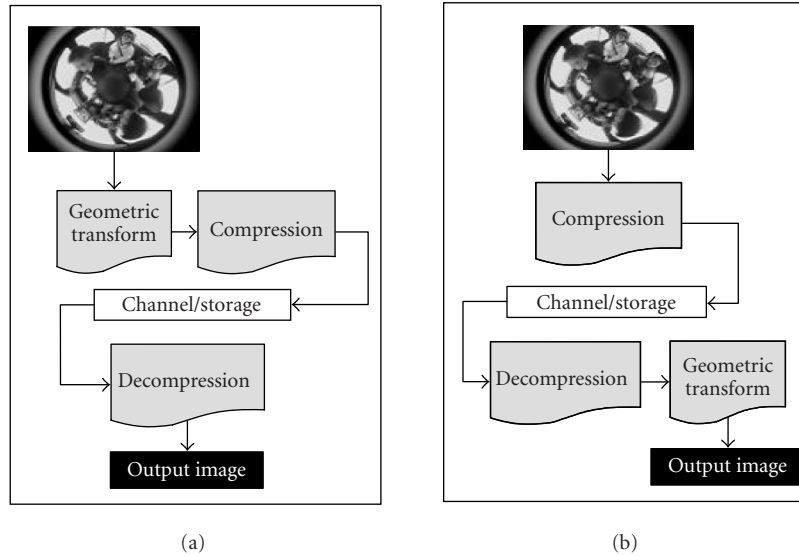 Geometric
transform
Compression
Channel/storage
Decompression
Output image
(a)
Compression
Channel/storage
Decompression
Geometric
transform
Output image
(b)